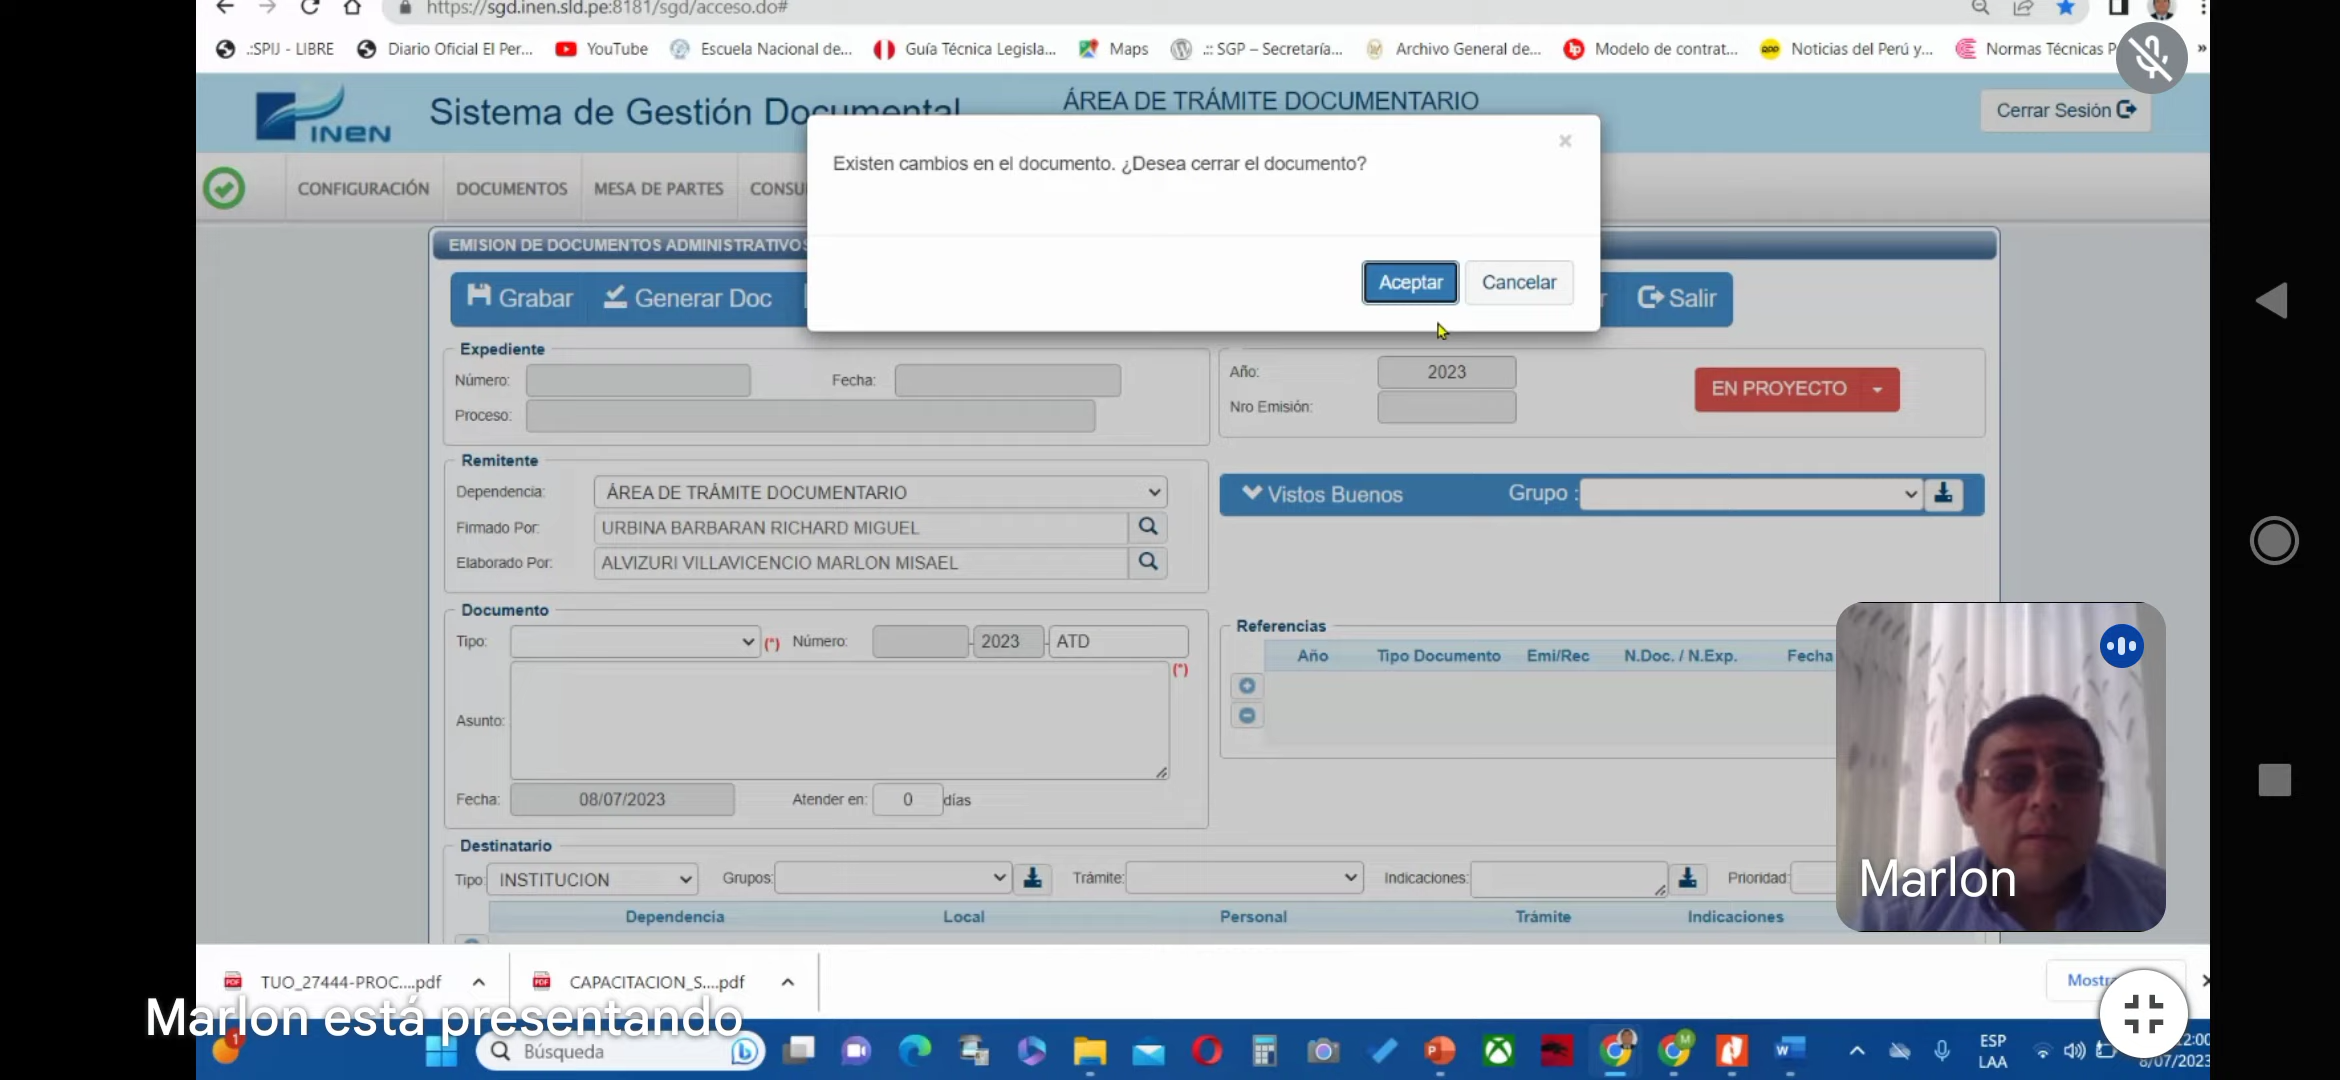 https://sgd.inen.sld.pe:8181/sgd/acceso.do#
.:SPIJ - LIBRE Diario Oficial El Per... YouTube Escuela Nacional de... Guía Técnica Legisla... Maps .:: SGP – Secretaría... Archivo General de... Modelo de contrat... Noticias del Perú y... Normas Técnicas P »
INEN Sistema de Gestión Documental ÁREA DE TRÁMITE DOCUMENTARIO Cerrar Sesión
Existen cambios en el documento. ¿Desea cerrar el documento? ×
CONFIGURACIÓN DOCUMENTOS MESA DE PARTES CONSU
EMISION DE DOCUMENTOS ADMINISTRATIVOS
Aceptar Cancelar
Grabar Generar Doc r Salir
Expediente
Número: Fecha: Año: 2023 EN PROYECTO
Proceso: Nro Emisión:
Remitente
Dependencia: ÁREA DE TRÁMITE DOCUMENTARIO Vistos Buenos Grupo :
Firmado Por: URBINA BARBARAN RICHARD MIGUEL
Elaborado Por: ALVIZURI VILLAVICENCIO MARLON MISAEL
Documento
Referencias
Tipo: (*) Número: - 2023 - ATD
Año Tipo Documento Emi/Rec N.Doc. / N.Exp. Fecha
(*)
Asunto:
Fecha: 08/07/2023 Atender en: 0 días
Destinatario
Tipo: INSTITUCION Grupos: Trámite: Indicaciones: Prioridad:
Marlon
Dependencia Local Personal Trámite Indicaciones
TUO_27444-PROC....pdf CAPACITACION_S....pdf Mostr
Marlon está presentando
1 Búsqueda ESP
LAA
2:00
8/07/2023